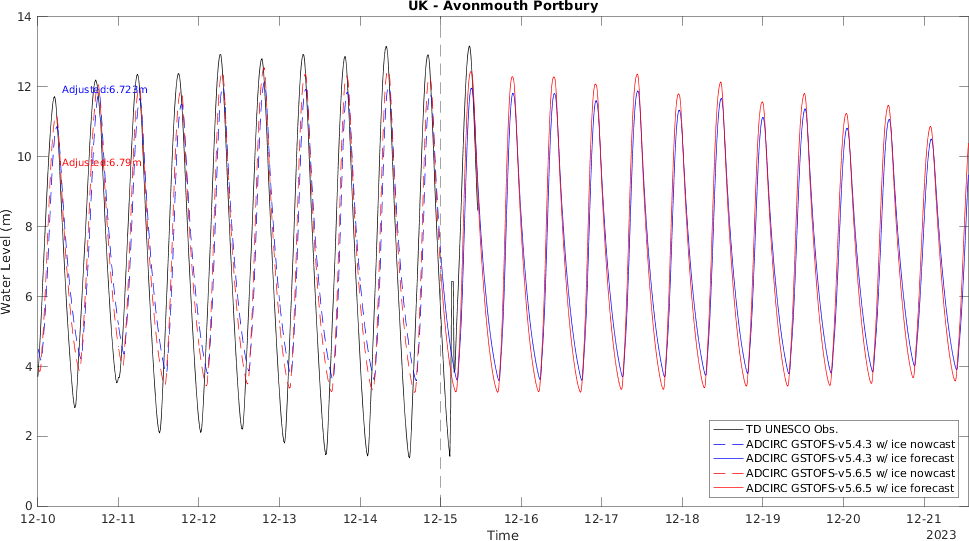 UK - Avonmouth Portbury
14
12
10
8
6
4
2
0
Water Level (m)
Adjusted:6.723m
Adjusted:6.79m
TD UNESCO Obs.
ADCIRC GSTOFS-v5.4.3 w/ ice nowcast
ADCIRC GSTOFS-v5.4.3 w/ ice forecast
ADCIRC GSTOFS-v5.6.5 w/ ice nowcast
ADCIRC GSTOFS-v5.6.5 w/ ice forecast
12-10 12-11 12-12 12-13 12-14 12-15 12-16 12-17 12-18 12-19 12-20 12-21
Time
2023